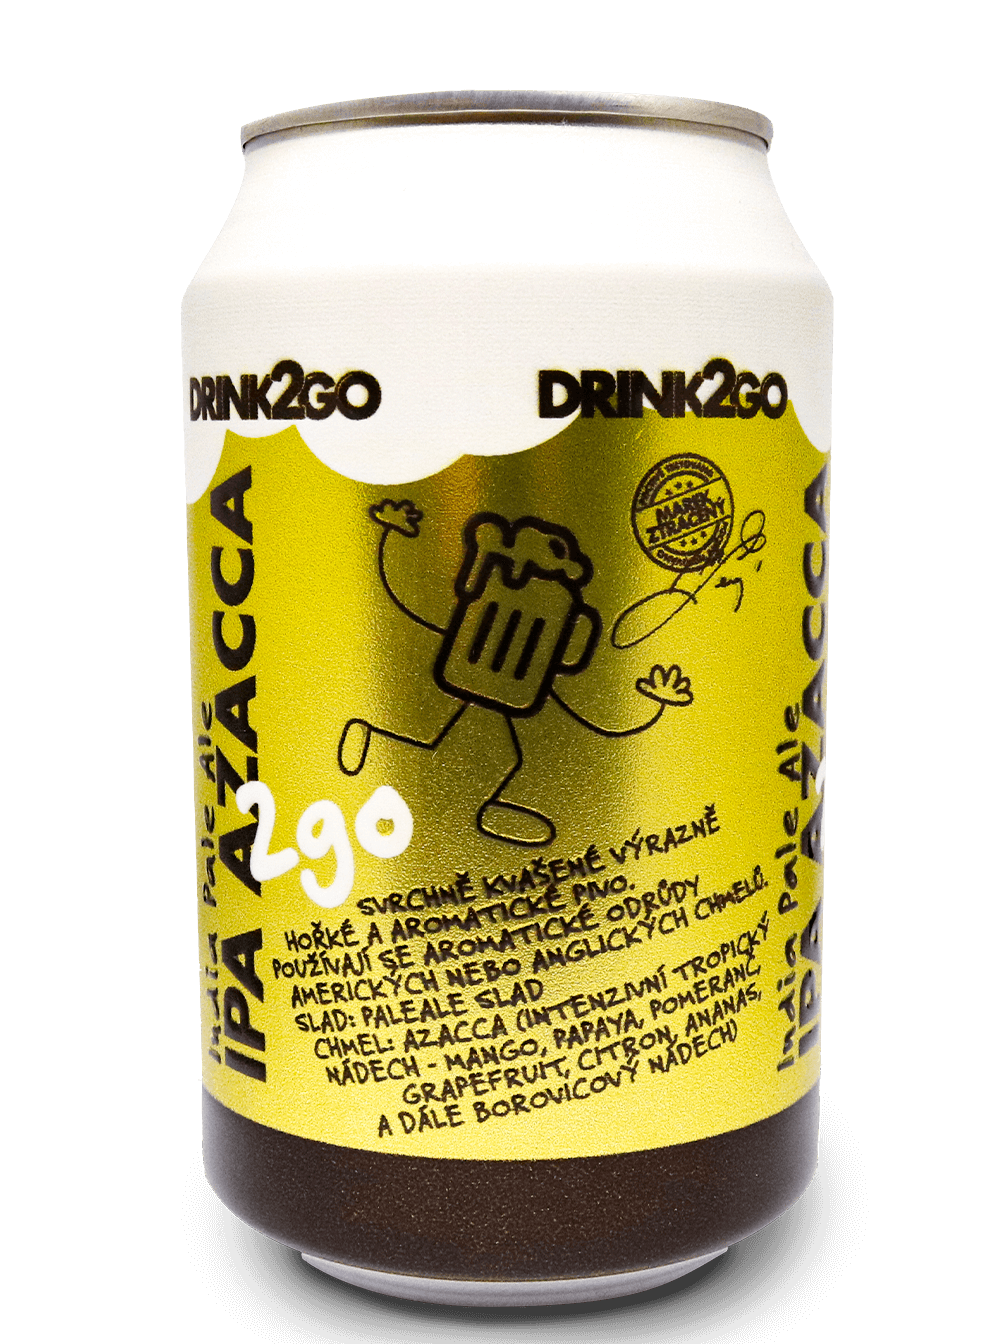 DRINK2GO
DRINK2GO
MAREK
ZTRACENÝ
India Pale Ale
IPA AZACCA
2go
SVRCHNĚ KVAŠENÉ VÝRAZNĚ
HOŘKÉ A AROMATICKÉ PIVO.
POUŽÍVAJÍ SE AROMATICKÉ ODRŮDY
AMERICKÝCH NEBO ANGLICKÝCH CHMELŮ.
SLAD: PALEALE SLAD
CHMEL: AZACCA (INTENZIVNÍ TROPICKÝ
NÁDECH - MANGO, PAPAYA, POMERANČ,
GRAPEFRUIT, CITRON, ANANAS,
A DÁLE BOROVICOVÝ NÁDECH)
India Pale Ale
IPA AZACCA